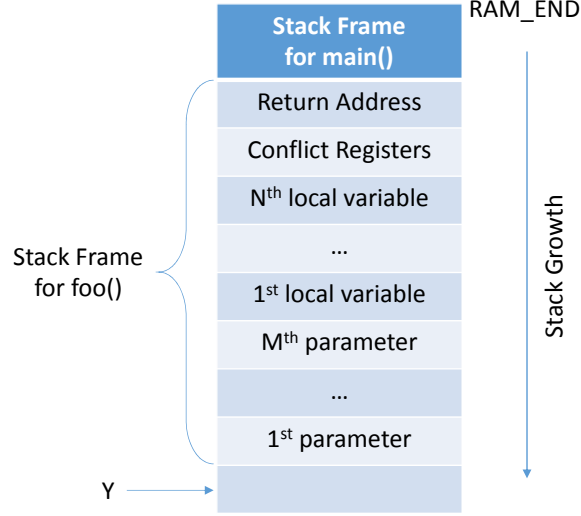 RAM_END
Stack Frame
for main()
Return Address
Conflict Registers
Nth local variable
...
Stack Frame
for foo()
1st local variable
Mth parameter
...
1st parameter
Y
Stack Growth